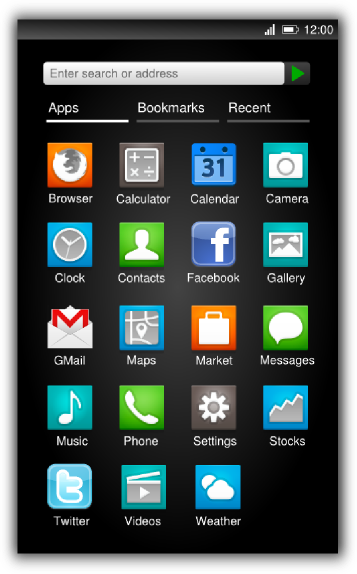 12:00
Enter search or address
Apps Bookmarks Recent
31
Browser Calculator Calendar Camera
f
Clock Contacts Facebook Gallery
GMail Maps Market Messages
Music Phone Settings Stocks
Twitter Videos Weather